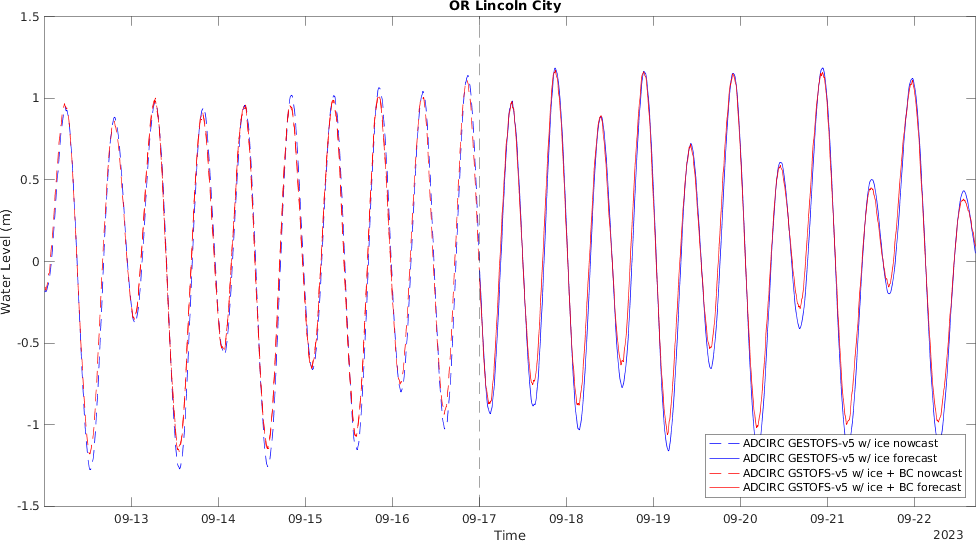 OR Lincoln City
1.5
1
0.5
0
-0.5
-1
-1.5
Water Level (m)
ADCIRC GESTOFS-v5 w/ ice nowcast
ADCIRC GESTOFS-v5 w/ ice forecast
ADCIRC GSTOFS-v5 w/ ice + BC nowcast
ADCIRC GSTOFS-v5 w/ ice + BC forecast
09-13 09-14 09-15 09-16 09-17 09-18 09-19 09-20 09-21 09-22
Time
2023